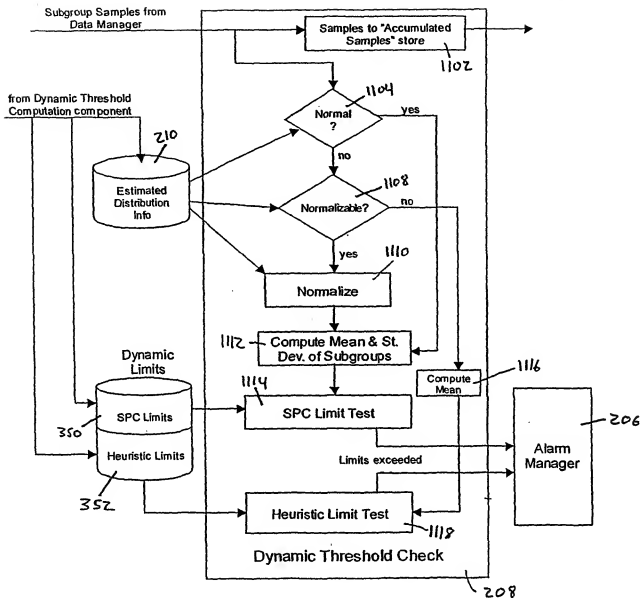 Subgroup Samples from
Data Manager
Samples to "Accumulated
Samples" store
1102
from Dynamic Threshold
Computation component
1104
Normal
?
yes
no
210
Estimated
Distribution
Info
1108
Normalizable?
no
yes
1110
Normalize
1112
Compute Mean & St.
Dev. of Subgroups
Dynamic
Limits
1116
Compute
Mean
1114
SPC Limits
SPC Limit Test
350
206
Alarm
Manager
Limits exceeded
Heuristic Limits
352
Heuristic Limit Test
1118
Dynamic Threshold Check
208